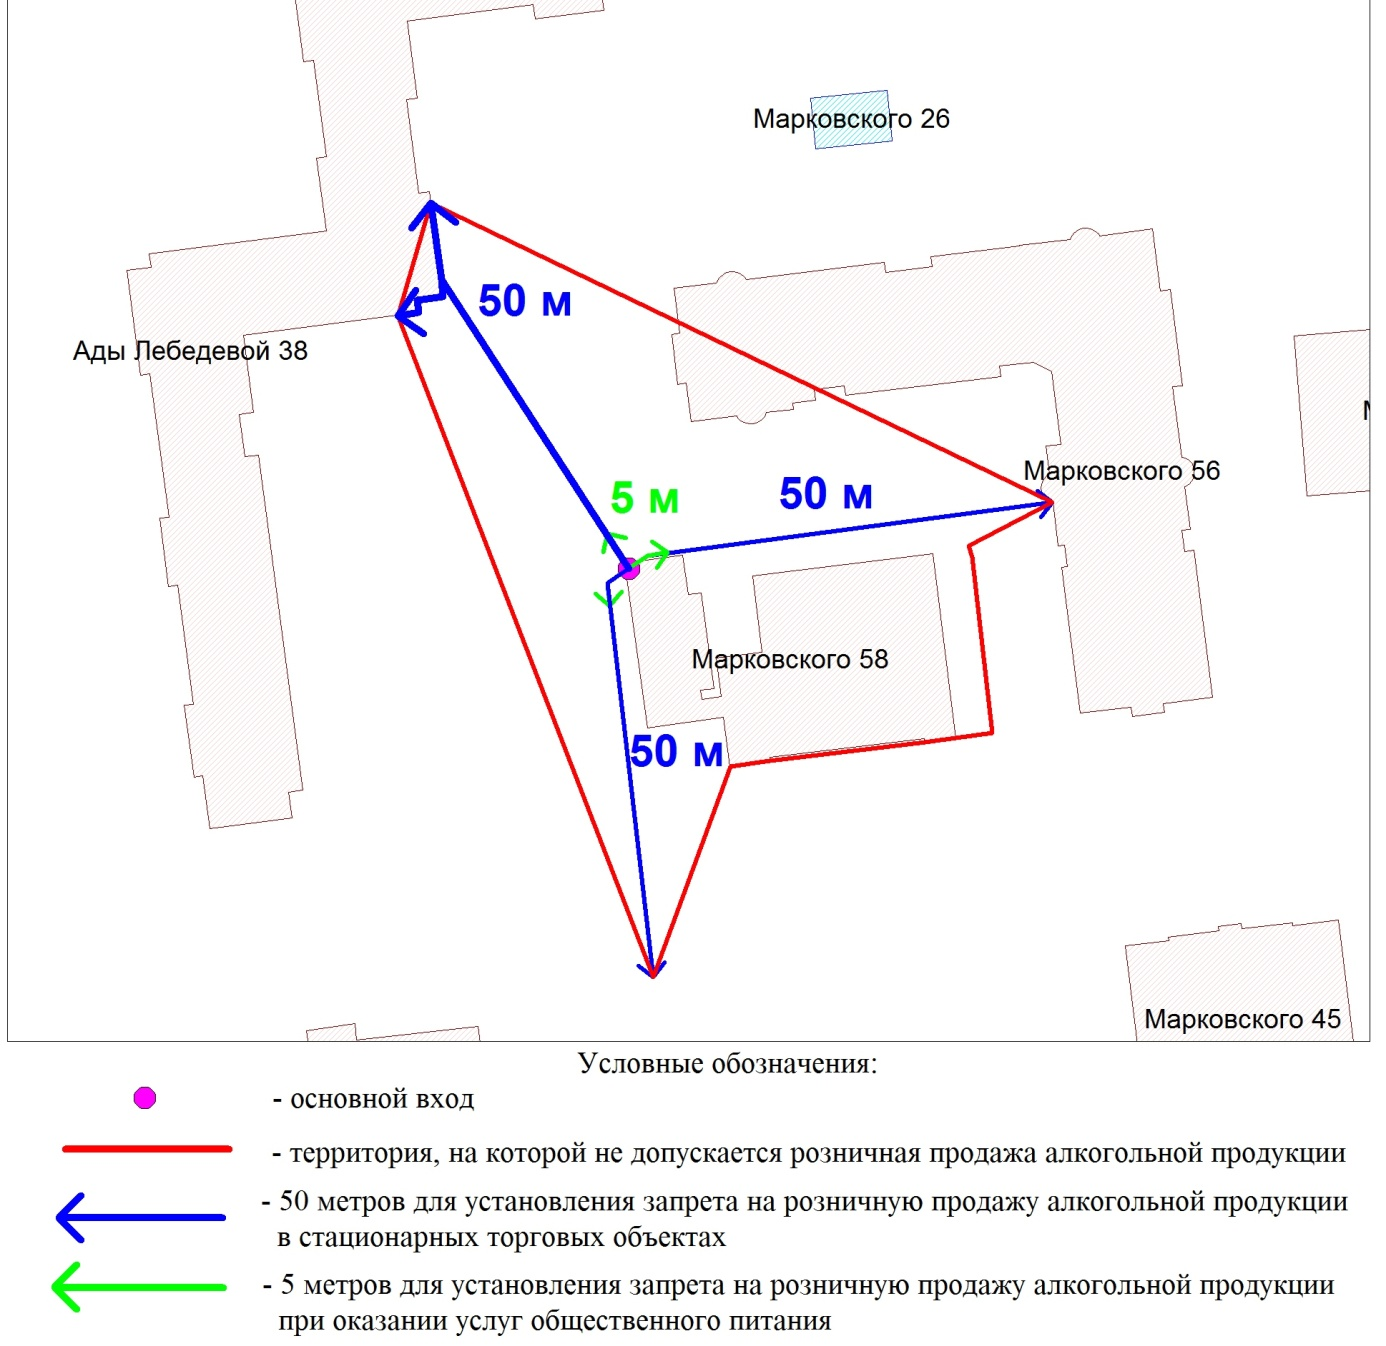 Марковского 26
50 м
Ады Лебедевой 38
Марковского 56
5 м
50 м
Марковского 58
50 м
Марковского 45
Условные обозначения:
- основной вход
- территория, на которой не допускается розничная продажа алкогольной продукции
- 50 метров для установления запрета на розничную продажу алкогольной продукции
в стационарных торговых объектах
- 5 метров для установления запрета на розничную продажу алкогольной продукции
при оказании услуг общественного питания